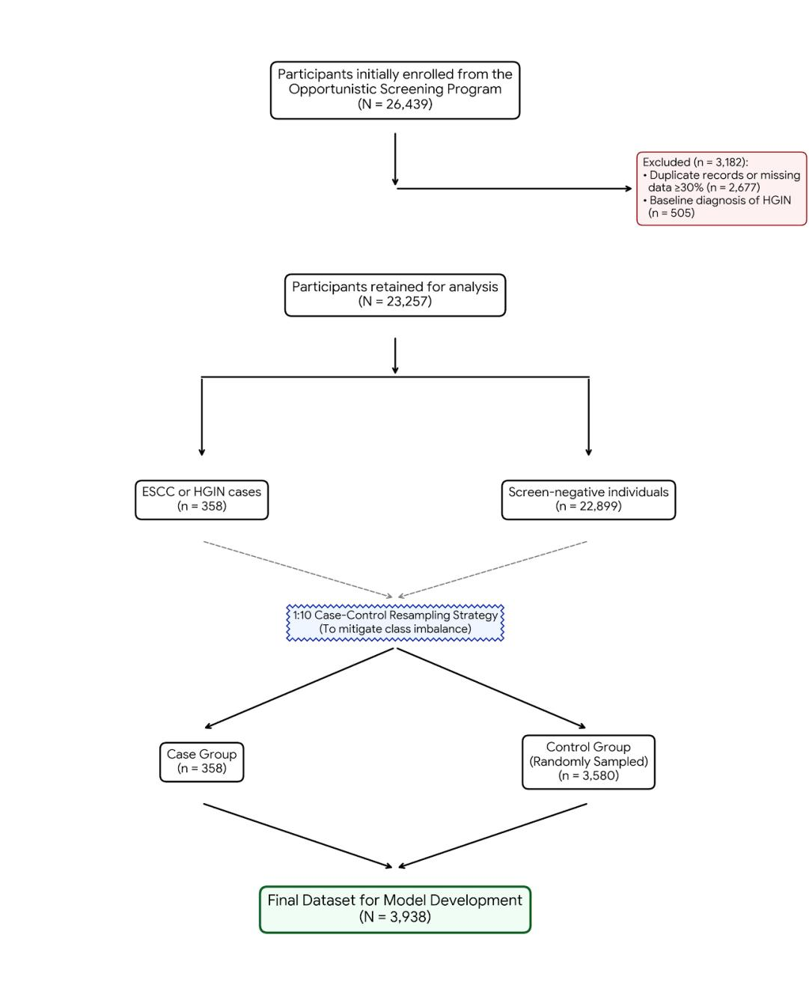 Participants initially enrolled from the
Opportunistic Screening Program
(N = 26,439)
Excluded (n = 3,182):
• Duplicate records or missing
data ≥30% (n = 2,677)
• Baseline diagnosis of HGIN
(n = 505)
Participants retained for analysis
(N = 23,257)
ESCC or HGIN cases
(n = 358)
Screen-negative individuals
(n = 22,899)
1:10 Case-Control Resampling Strategy
(To mitigate class imbalance)
Case Group
(n = 358)
Control Group
(Randomly Sampled)
(n = 3,580)
Final Dataset for Model Development
(N = 3,938)